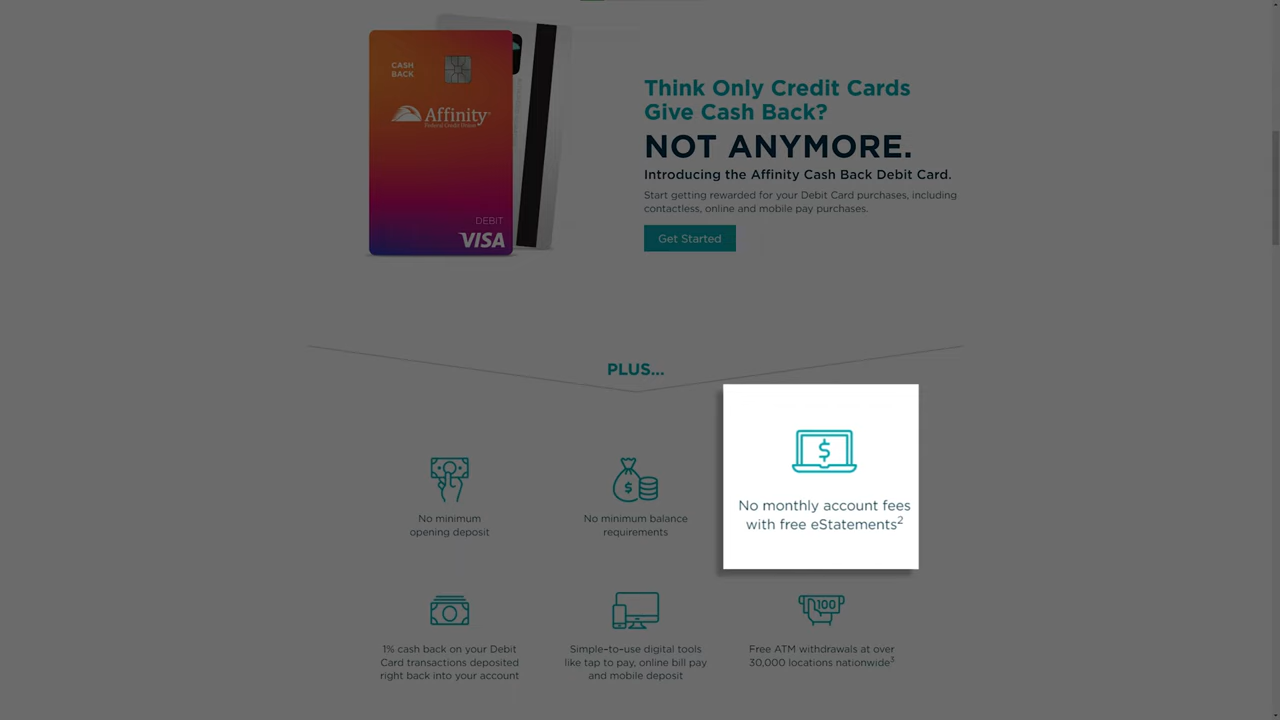 CASH
BACK
Affinity
Federal Credit Union
DEBIT
VISA
Think Only Credit Cards
Give Cash Back?
NOT ANYMORE.
Introducing the Affinity Cash Back Debit Card.
Start getting rewarded for your Debit Card purchases, including
contactless, online and mobile pay purchases.
Get Started
PLUS...
No minimum
opening deposit
$
No minimum balance
requirements
$
No monthly account fees
with free eStatements²
1% cash back on your Debit
Card transactions deposited
right back into your account
Simple-to-use digital tools
like tap to pay, online bill pay
and mobile deposit
100
Free ATM withdrawals at over
30,000 locations nationwide³